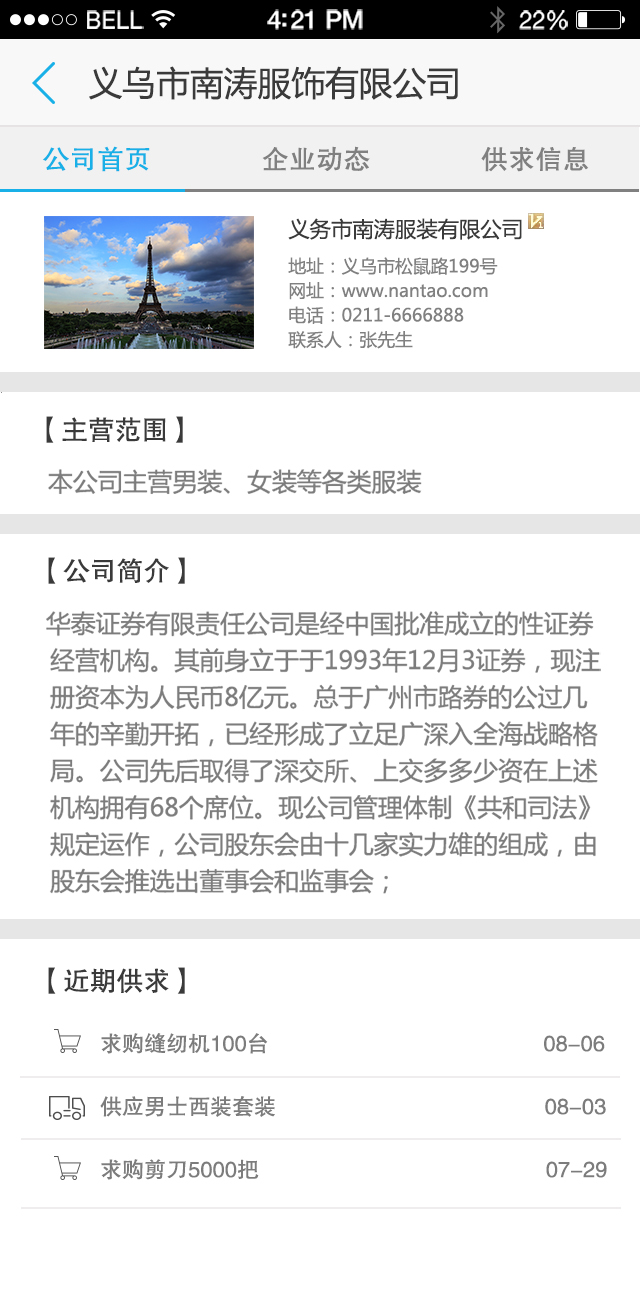 BELL 4:21 PM 22%
义乌市南涛服饰有限公司
公司首页 企业动态 供求信息
义务市南涛服装有限公司
地址：义乌市松鼠路199号
网址：www.nantao.com
电话：0211-6666888
联系人：张先生
【主营范围】
本公司主营男装、女装等各类服装
【公司简介】
华泰证券有限责任公司是经中国批准成立的性证券
经营机构。其前身立于于1993年12月3证券，现注
册资本为人民币8亿元。总于广州市路券的公过几
年的辛勤开拓，已经形成了立足广深入全海战略格
局。公司先后取得了深交所、上交多多少资在上述
机构拥有68个席位。现公司管理体制《共和司法》
规定运作，公司股东会由十几家实力雄的组成，由
股东会推选出董事会和监事会；
【近期供求】
求购缝纫机100台 08-06
供应男士西装套装 08-03
求购剪刀5000把 07-29